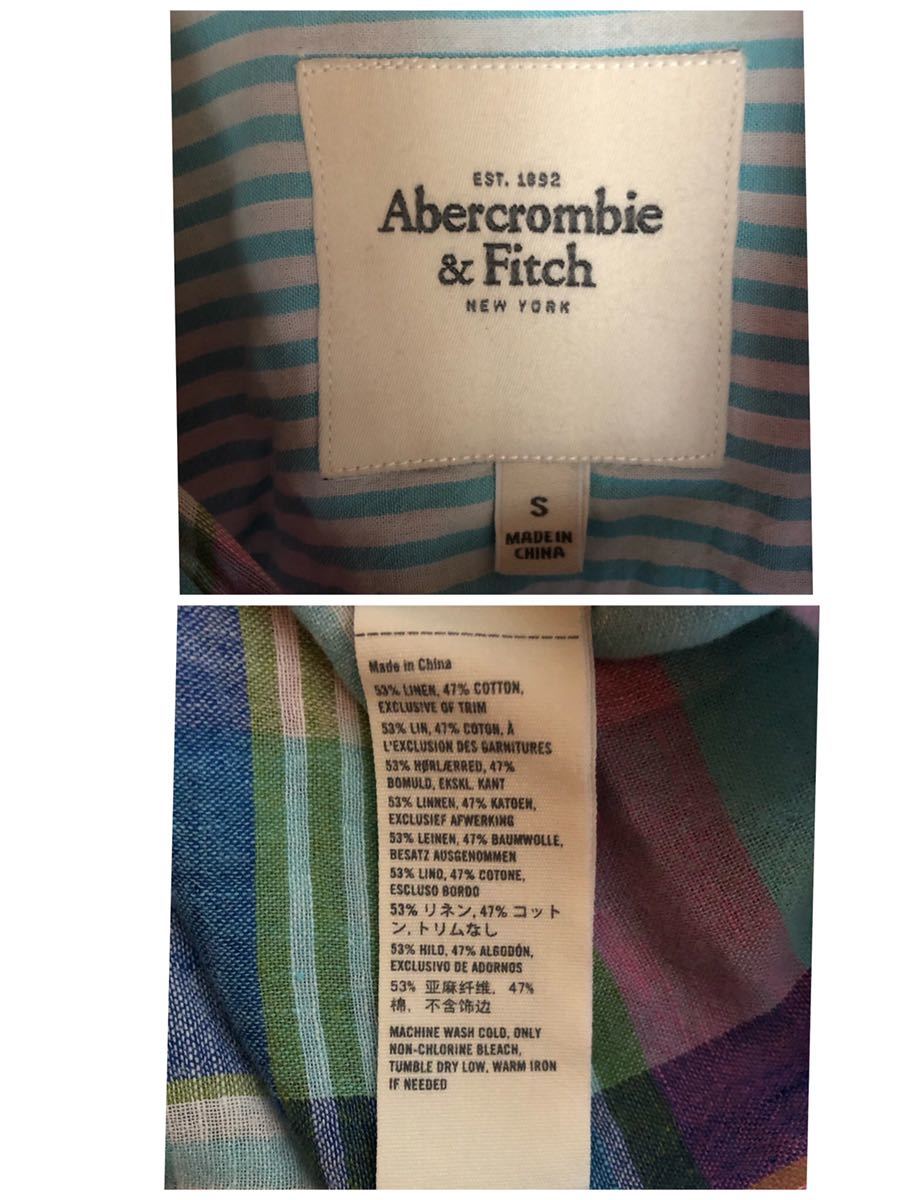 EST. 1892
Abercrombie
& Fitch
NEW YORK
S
MADE IN
CHINA
Made in China
53% LINEN, 47% COTTON,
EXCLUSIVE OF TRIM
53% LIN, 47% COTON, À
L'EXCLUSION DES GARNITURES
53% HØRLÆRRED, 47%
BOMULD, EKSKL. KANT
53% LINNEN, 47% KATOEN,
EXCLUSIEF AFWERKING
53% LEINEN, 47% BAUMWOLLE,
BESATZ AUSGENOMMEN
53% LINO, 47% COTONE,
ESCLUSO BORDO
53% リネン, 47% コット
ン, トリムなし
53% HILO, 47% ALGODÓN,
EXCLUSIVO DE ADORNOS
53% 亚麻纤维, 47%
棉, 不含饰边
MACHINE WASH COLD, ONLY
NON-CHLORINE BLEACH,
TUMBLE DRY LOW, WARM IRON
IF NEEDED